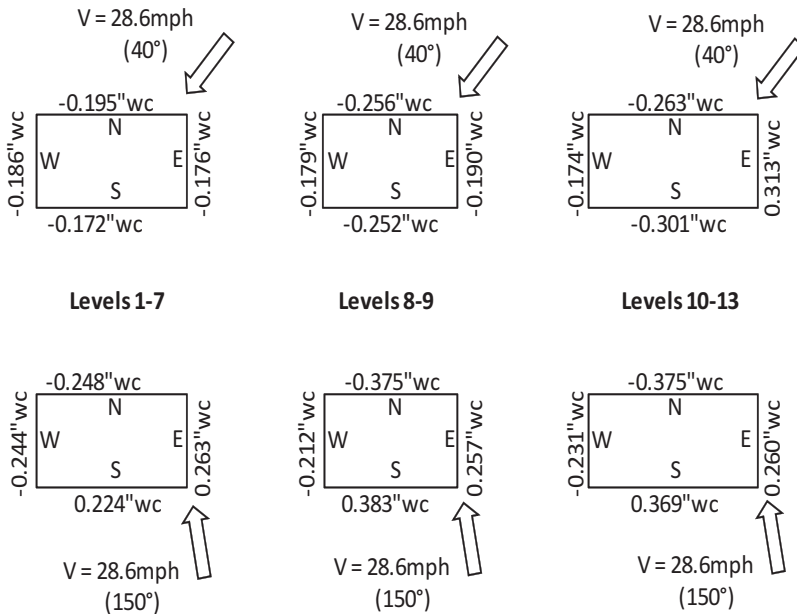 V = 28.6mph V = 28.6mph V = 28.6mph
(40°) (40°) (40°)
-0.195"wc -0.256"wc -0.263"wc
N N N
-0.186"wc W E -0.176"wc -0.179"wc W E -0.190"wc -0.174"wc W E 0.313"wc
S S S
-0.172"wc -0.252"wc -0.301"wc
Levels 1-7 Levels 8-9 Levels 10-13
-0.248"wc -0.375"wc -0.375"wc
N N N
-0.244"wc W E 0.263"wc -0.212"wc W E 0.257"wc -0.231"wc W E 0.260"wc
S S S
0.224"wc 0.383"wc 0.369"wc
V = 28.6mph V = 28.6mph V = 28.6mph
(150°) (150°) (150°)